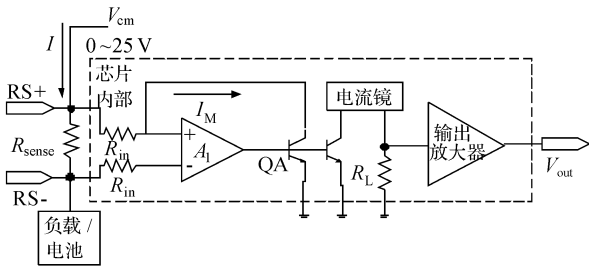 V_cm
I
0~25 V
芯片
内部
RS+
I_M
电流镜
R_sense
R_in
+
A_1
-
QA
R_in
R_L
输出
放大器
V_out
RS-
负载/
电池